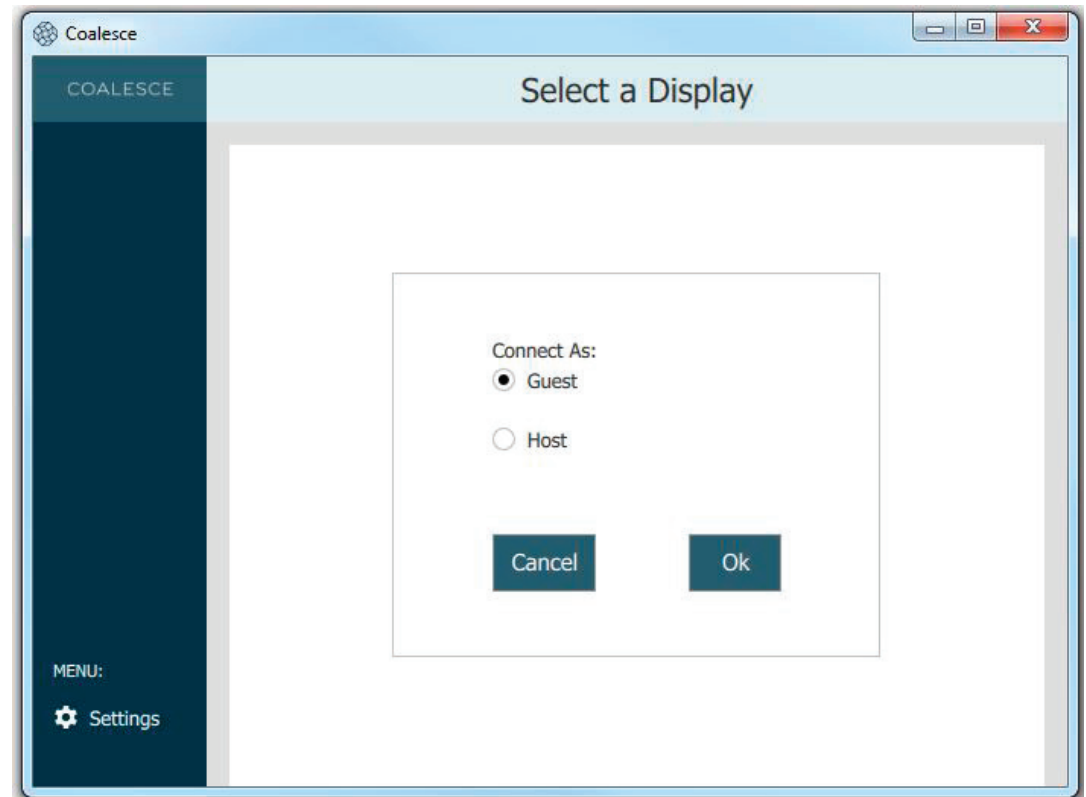 Coalesce
COALESCE
Select a Display
Connect As:
Guest
Host
Cancel Ok
MENU:
Settings